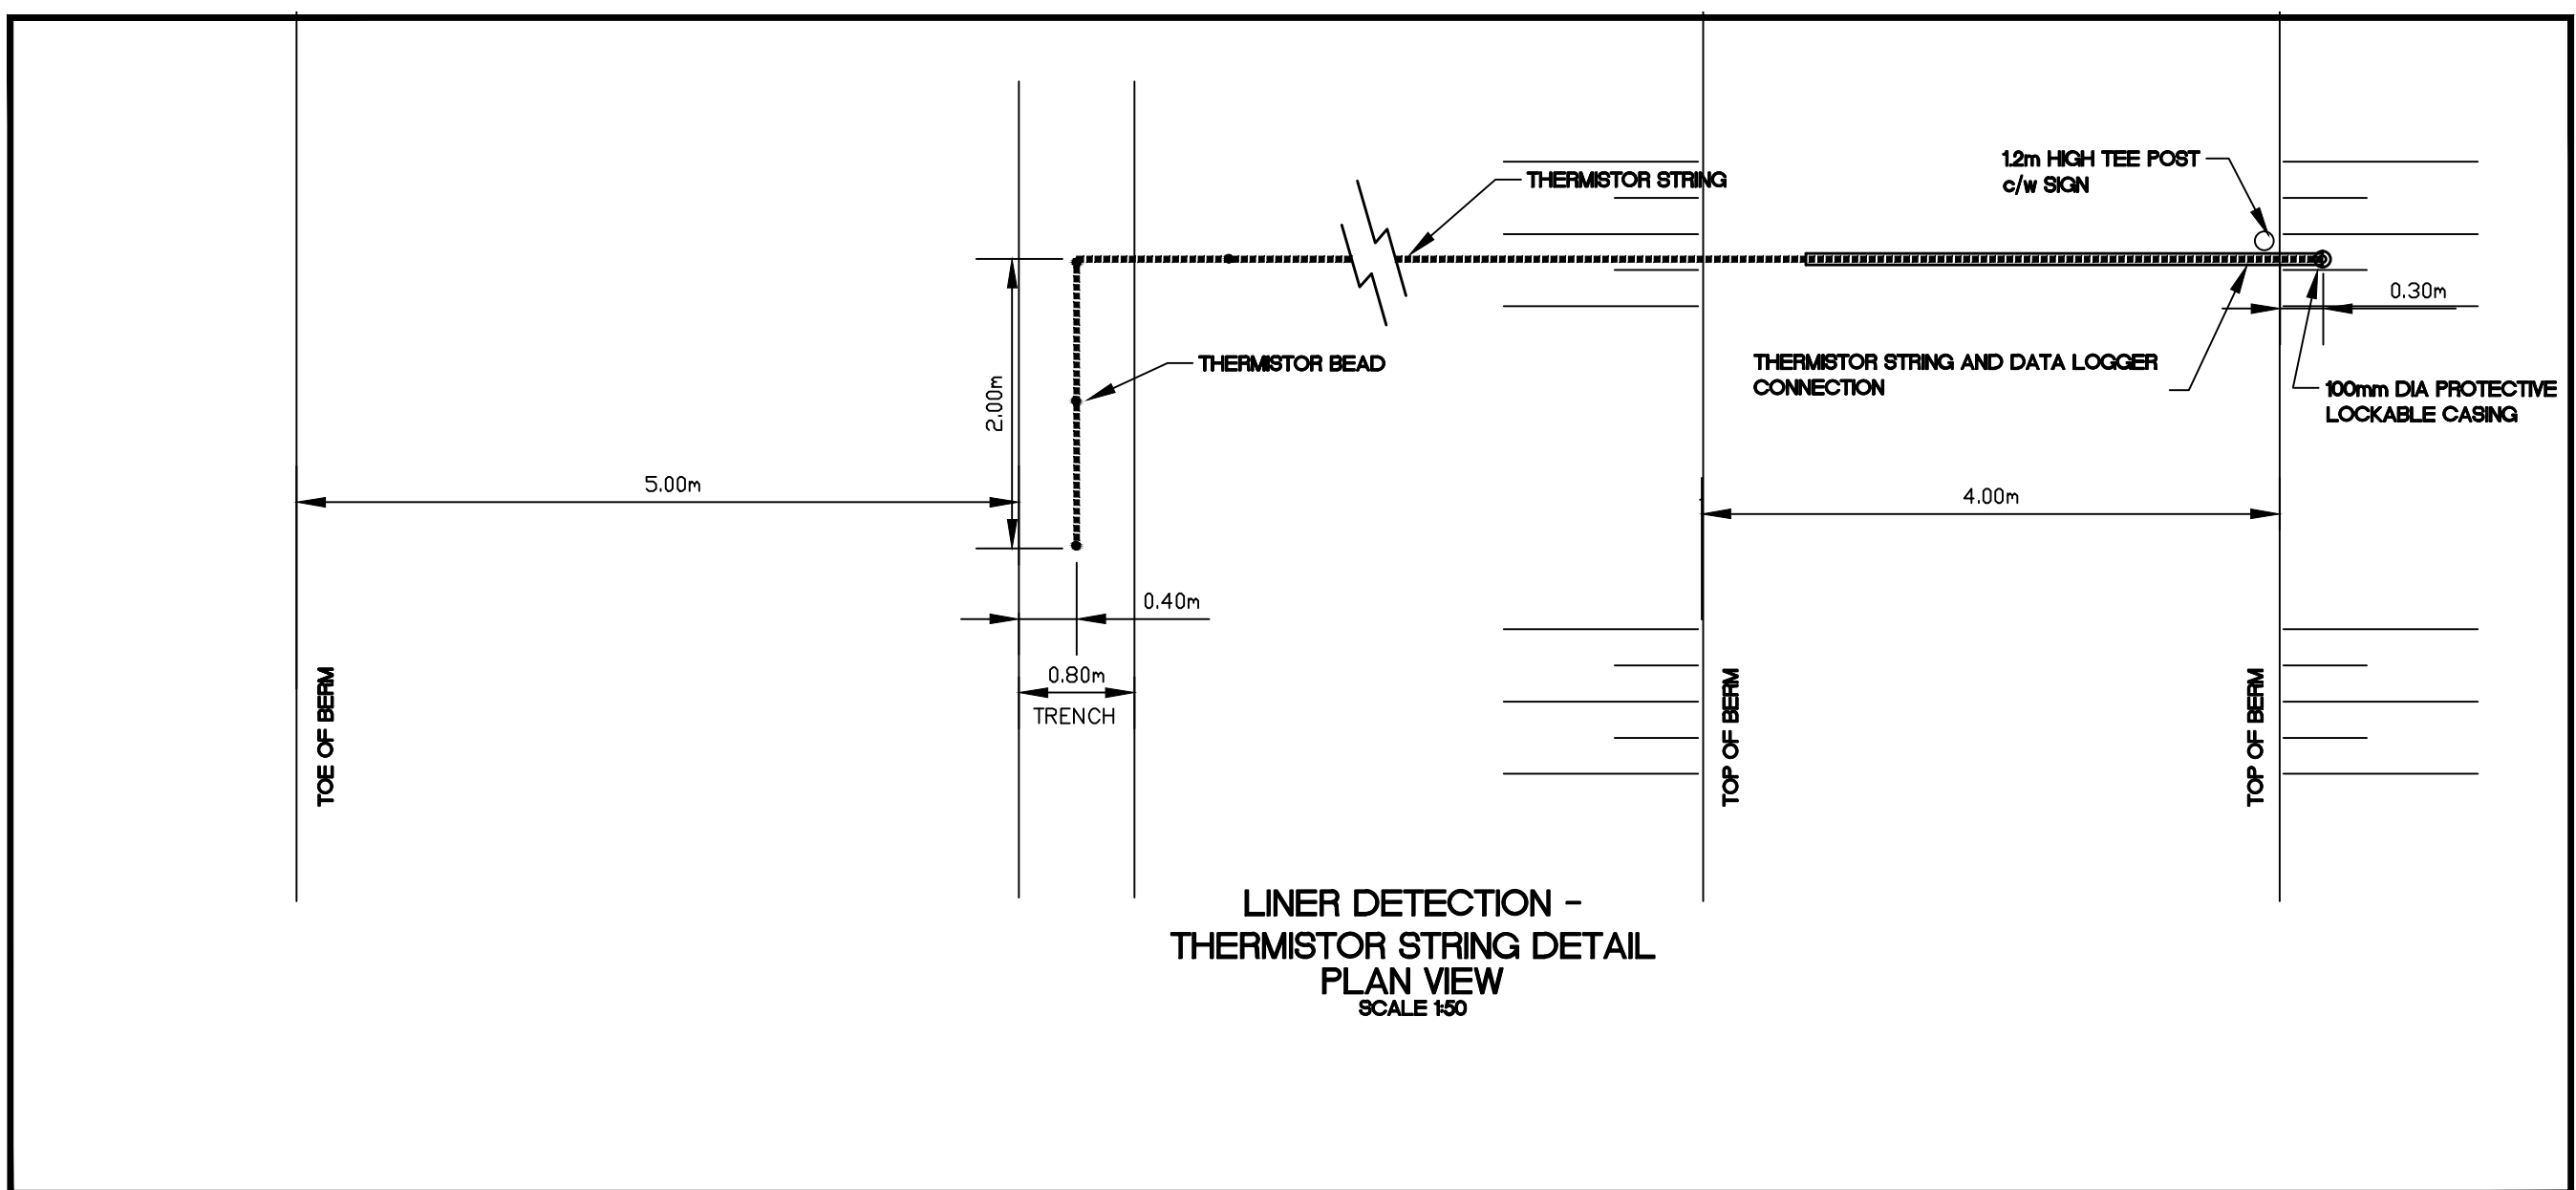 1.2m HIGH TEE POST
c/w SIGN
THERMISTOR STRING
0.30m
THERMISTOR BEAD
THERMISTOR STRING AND DATA LOGGER
CONNECTION
100mm DIA PROTECTIVE
LOCKABLE CASING
2.00m
5.00m
4.00m
0.40m
0.80m
TRENCH
TOE OF BERM
TOP OF BERM
TOP OF BERM
LINER DETECTION -
THERMISTOR STRING DETAIL
PLAN VIEW
SCALE 1:50